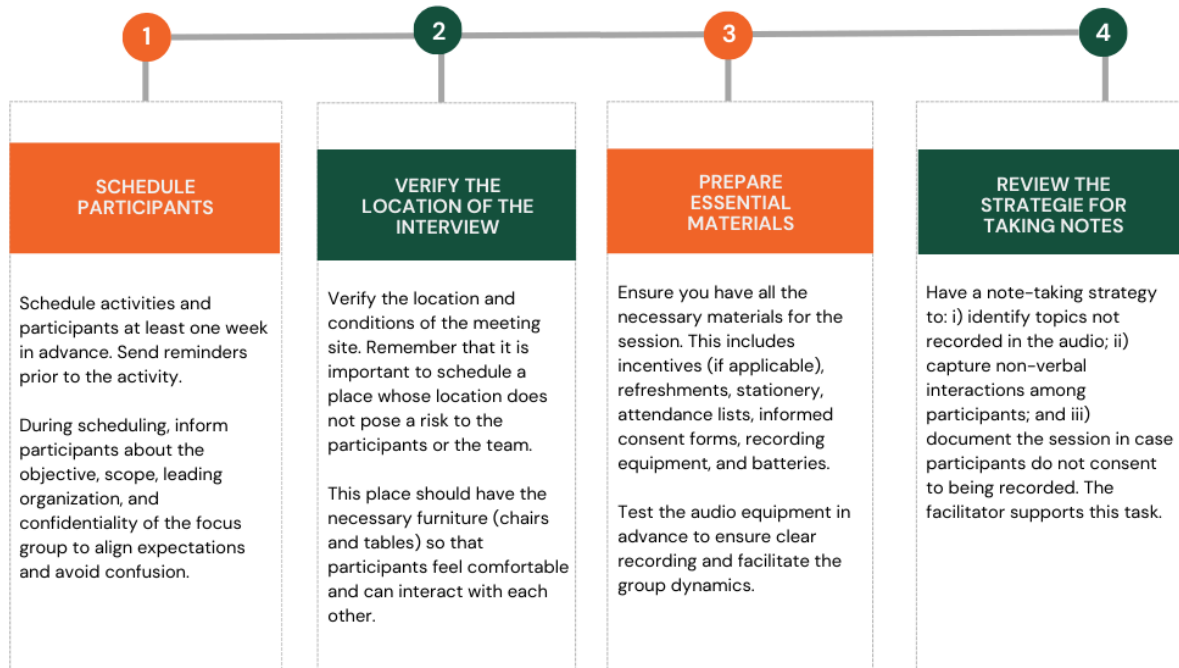 1
2
3
4
SCHEDULE
PARTICIPANTS
Schedule activities and
participants at least one week
in advance. Send reminders
prior to the activity.
During scheduling, inform
participants about the
objective, scope, leading
organization, and
confidentiality of the focus
group to align expectations
and avoid confusion.
VERIFY THE
LOCATION OF THE
INTERVIEW
Verify the location and
conditions of the meeting
site. Remember that it is
important to schedule a
place whose location does
not pose a risk to the
participants or the team.
This place should have the
necessary furniture (chairs
and tables) so that
participants feel comfortable
and can interact with each
other.
PREPARE
ESSENTIAL
MATERIALS
Ensure you have all the
necessary materials for the
session. This includes
incentives (if applicable),
refreshments, stationery,
attendance lists, informed
consent forms, recording
equipment, and batteries.
Test the audio equipment in
advance to ensure clear
recording and facilitate the
group dynamics.
REVIEW THE
STRATEGIE FOR
TAKING NOTES
Have a note-taking strategy
to: i) identify topics not
recorded in the audio; ii)
capture non-verbal
interactions among
participants; and iii)
document the session in case
participants do not consent
to being recorded. The
facilitator supports this task.